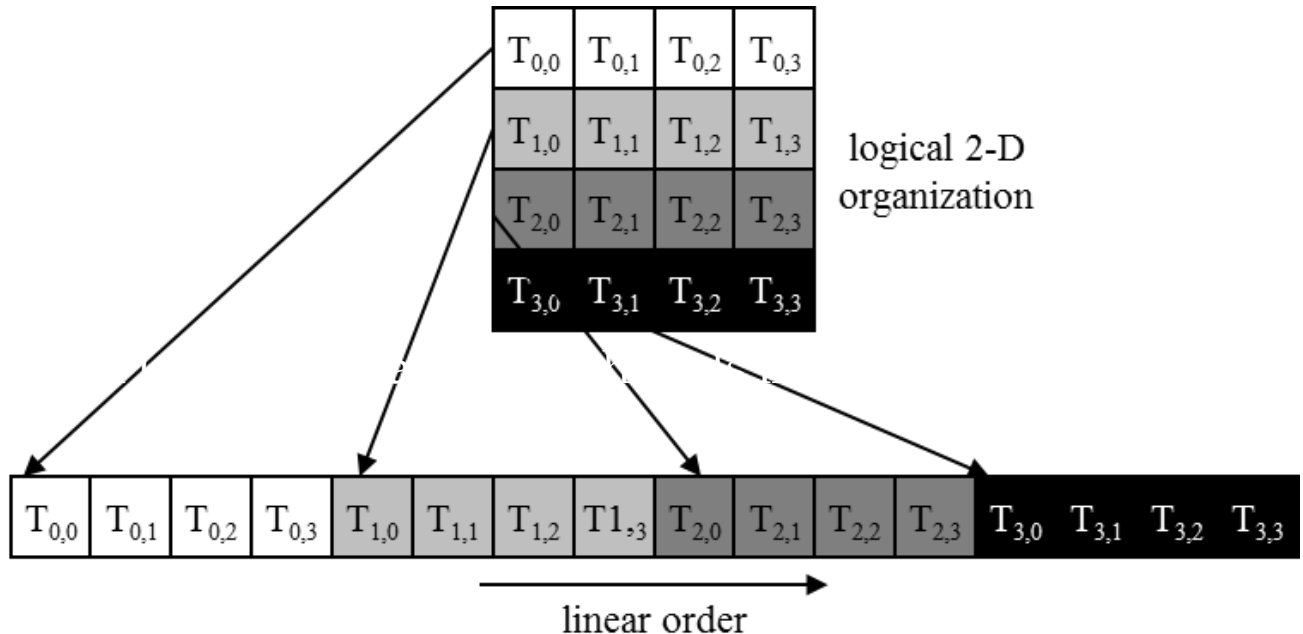 T0,0 T0,1 T0,2 T0,3
T1,0 T1,1 T1,2 T1,3
T2,0 T2,1 T2,2 T2,3
T3,0 T3,1 T3,2 T3,3
logical 2-D
organization
T0,0 T0,1 T0,2 T0,3 T1,0 T1,1 T1,2 T1,3 T2,0 T2,1 T2,2 T2,3 T3,0 T3,1 T3,2 T3,3
linear order